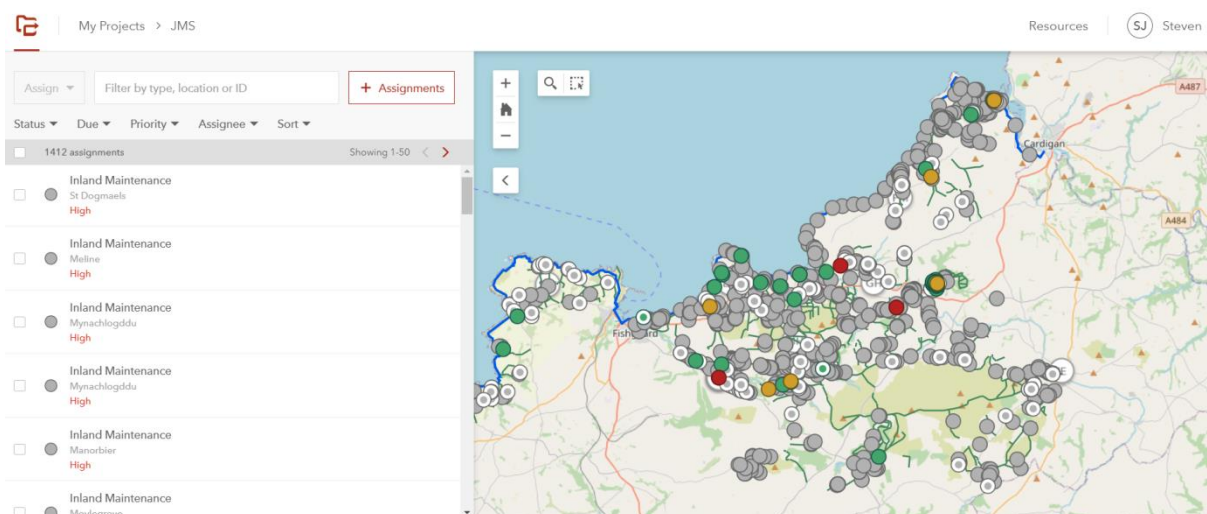 My Projects > JMS
Resources
SJ Steven
Assign
Filter by type, location or ID
+ Assignments
Status
Due
Priority
Assignee
Sort
1412 assignments
Showing 1-50
Inland Maintenance
St Dogmaels
High
Inland Maintenance
Meline
High
Inland Maintenance
Mynachlogddu
High
Inland Maintenance
Mynachlogddu
High
Inland Maintenance
Manorbier
High
Inland Maintenance
A487
Cardigan
A484